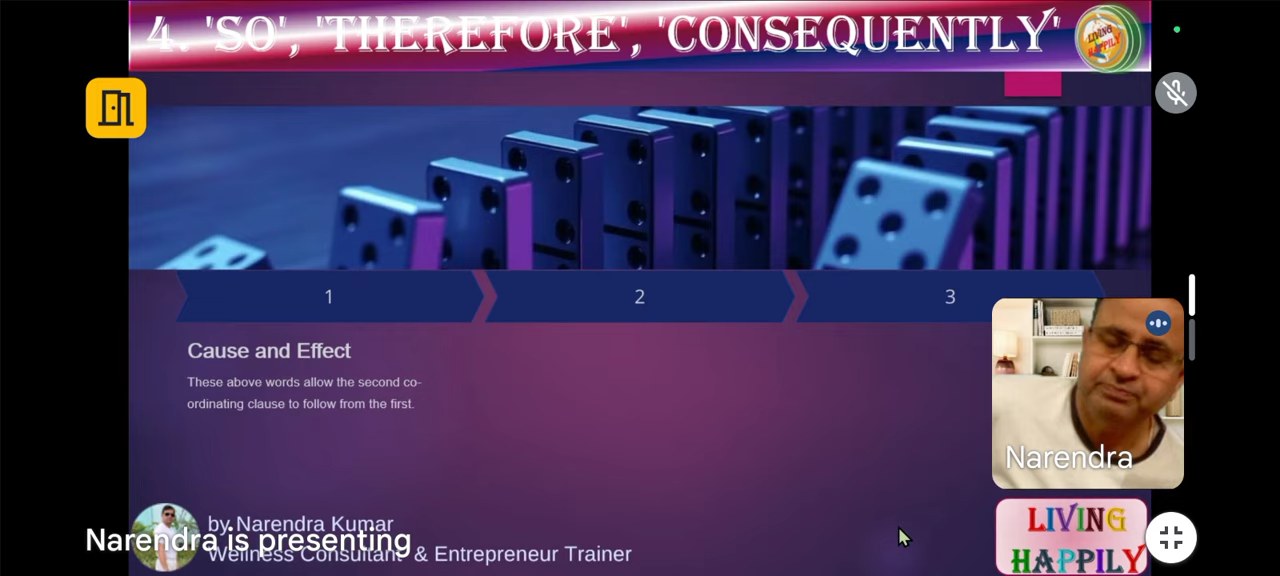 4. 'SO', 'THEREFORE', 'CONSEQUENTLY'
LIVING
HAPPILY
1
2
3
Cause and Effect
These above words allow the second co-
ordinating clause to follow from the first.
Narendra
by Narendra Kumar
Narendra is presenting
Wellness Consultant & Entrepreneur Trainer
LIVING
HAPPILY